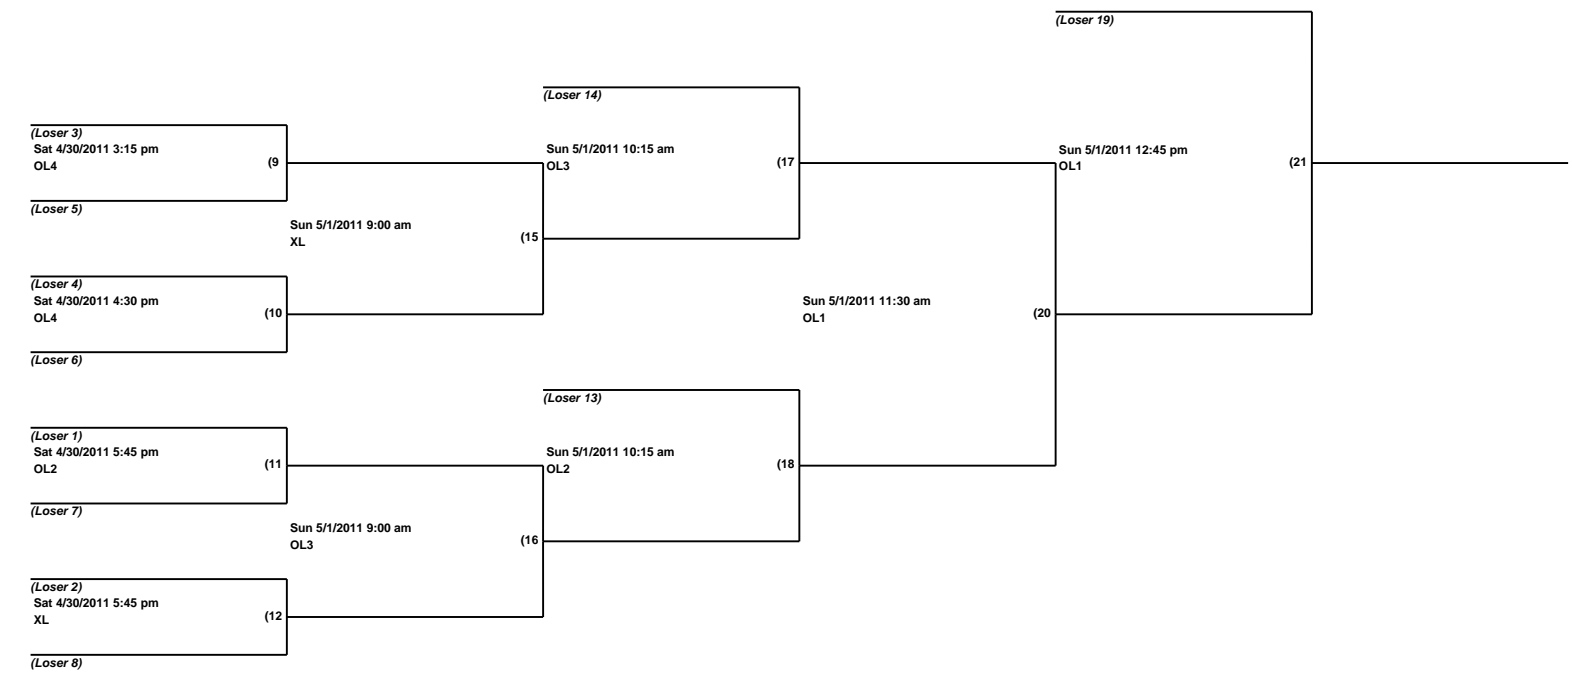 (Loser 19)
(Loser 14)
(Loser 3)
Sat 4/30/2011 3:15 pm
OL4
(9
(Loser 5)
Sun 5/1/2011 10:15 am
OL3
(17
Sun 5/1/2011 12:45 pm
OL1
(21
Sun 5/1/2011 9:00 am
XL
(15
(Loser 4)
Sat 4/30/2011 4:30 pm
OL4
(10
(Loser 6)
Sun 5/1/2011 11:30 am
OL1
(20
(Loser 13)
(Loser 1)
Sat 4/30/2011 5:45 pm
OL2
(11
(Loser 7)
Sun 5/1/2011 10:15 am
OL2
(18
Sun 5/1/2011 9:00 am
OL3
(16
(Loser 2)
Sat 4/30/2011 5:45 pm
XL
(12
(Loser 8)